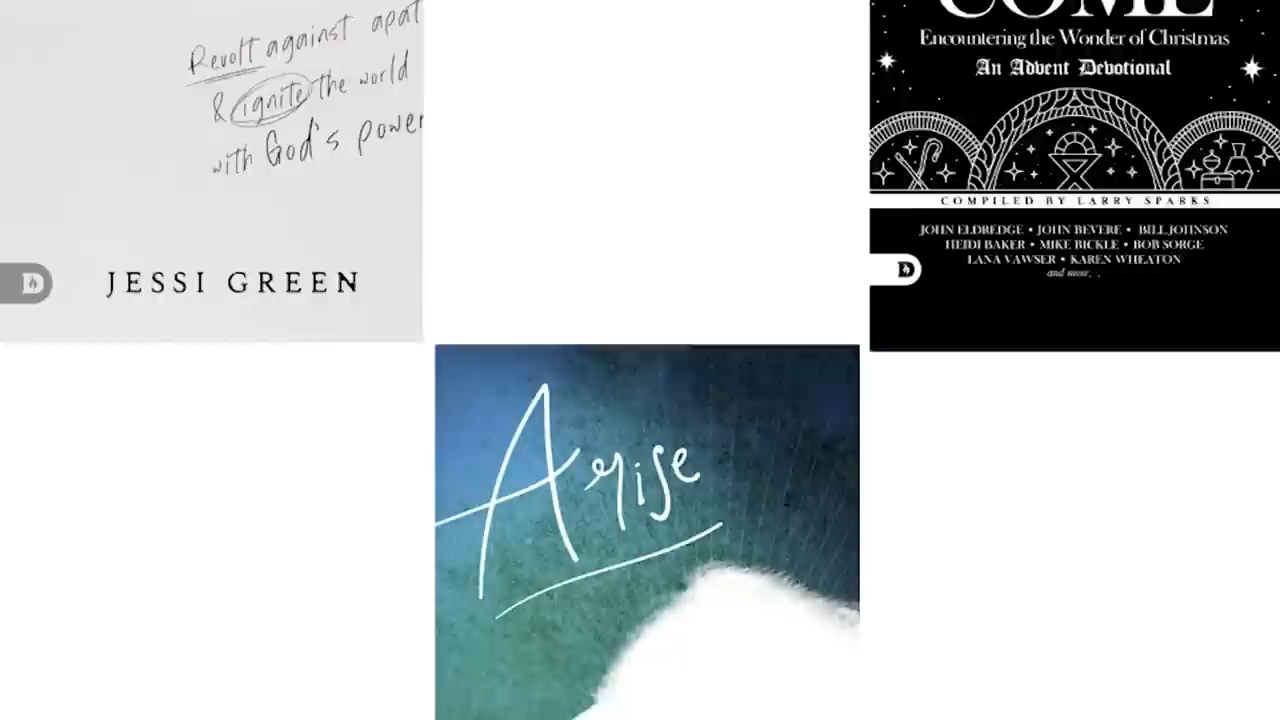 Revolt against apat
& ignite the world
with God's power
JESSI GREEN
COME
Encountering the Wonder of Christmas
An Advent Devotional
COMPILED BY LARRY SPARKS
JOHN ELDREDGE • JOHN BEVERE • BILL JOHNSON
HEIDI BAKER • MIKE BICKLE • BOB SORGE
LANA VAWSER • KAREN WHEATON
and more...
Arise